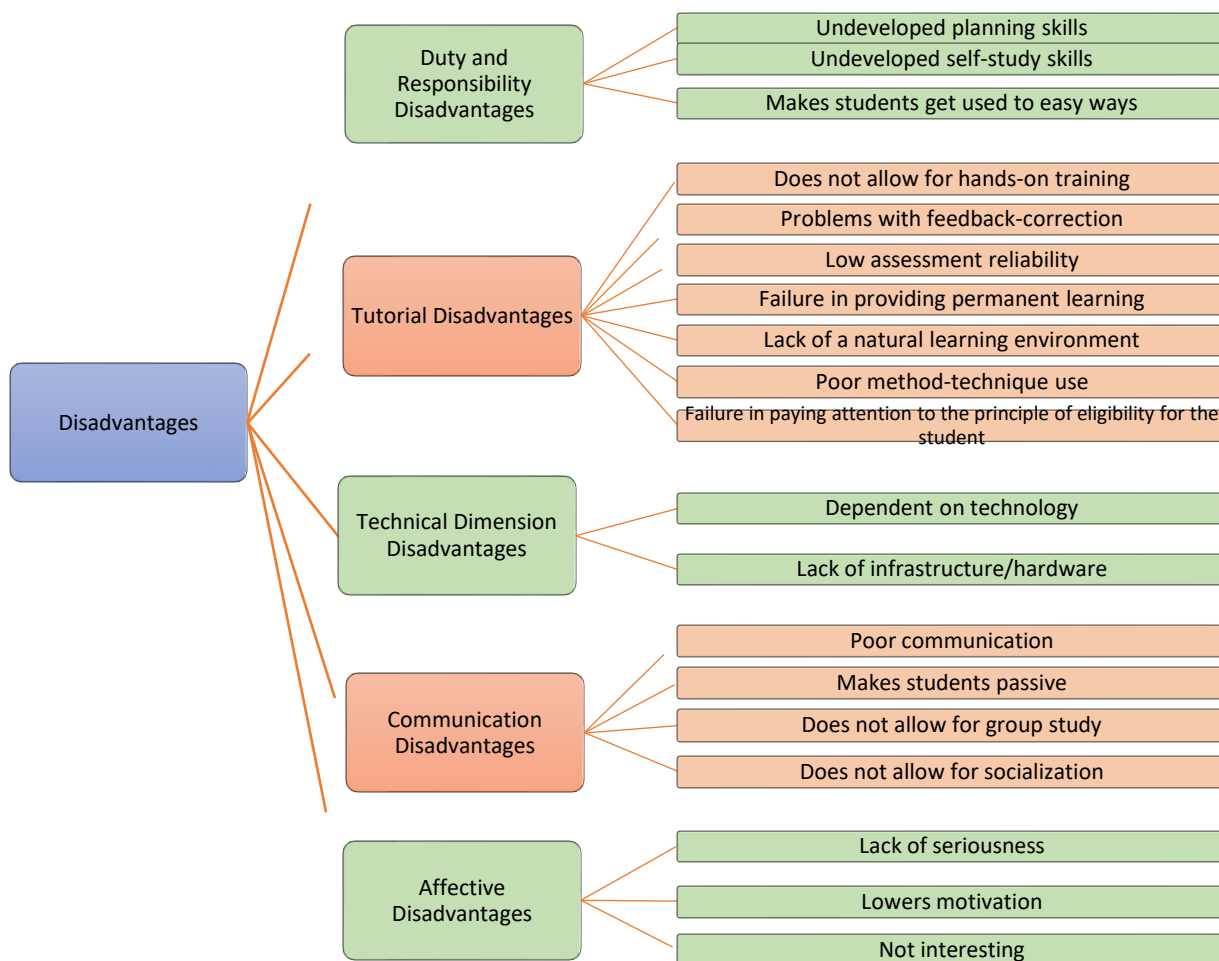 Disadvantages
Duty and
Responsibility
Disadvantages
Undeveloped planning skills
Undeveloped self-study skills
Makes students get used to easy ways
Tutorial Disadvantages
Does not allow for hands-on training
Problems with feedback-correction
Low assessment reliability
Failure in providing permanent learning
Lack of a natural learning environment
Poor method-technique use
Failure in paying attention to the principle of eligibility for the
student
Technical Dimension
Disadvantages
Dependent on technology
Lack of infrastructure/hardware
Communication
Disadvantages
Poor communication
Makes students passive
Does not allow for group study
Does not allow for socialization
Affective
Disadvantages
Lack of seriousness
Lowers motivation
Not interesting